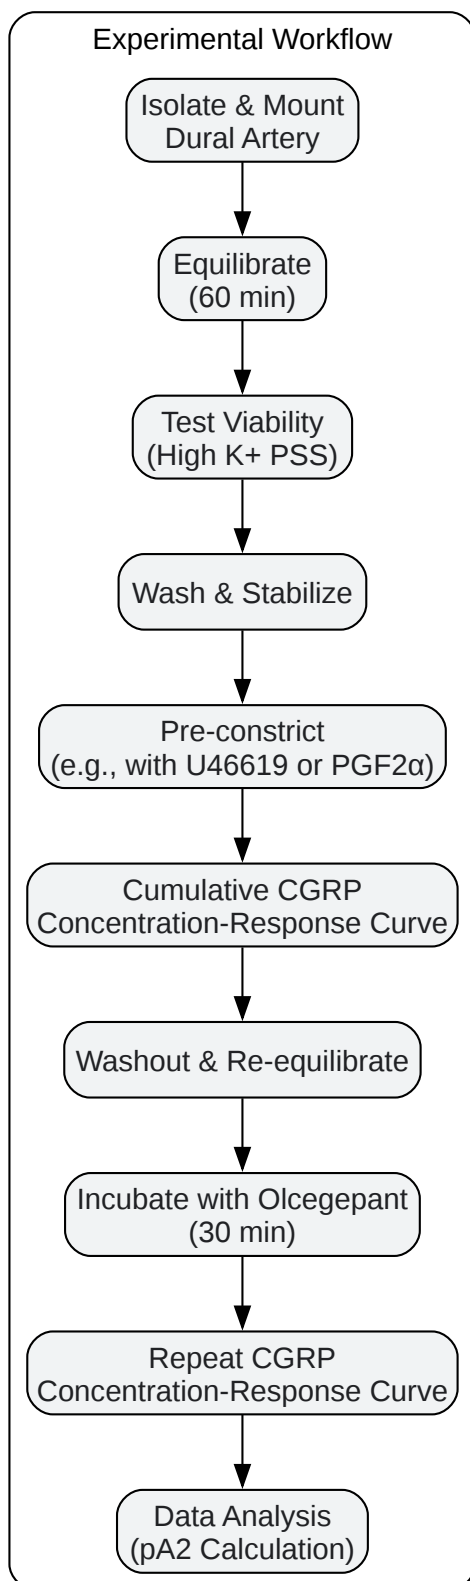 Experimental Workflow
Isolate & Mount
Dural Artery
Equilibrate
(60 min)
Test Viability
(High K+ PSS)
Wash & Stabilize
Pre-constrict
(e.g., with U46619 or PGF2α)
Cumulative CGRP
Concentration-Response Curve
Washout & Re-equilibrate
Incubate with Olcegepant
(30 min)
Repeat CGRP
Concentration-Response Curve
Data Analysis
(pA2 Calculation)